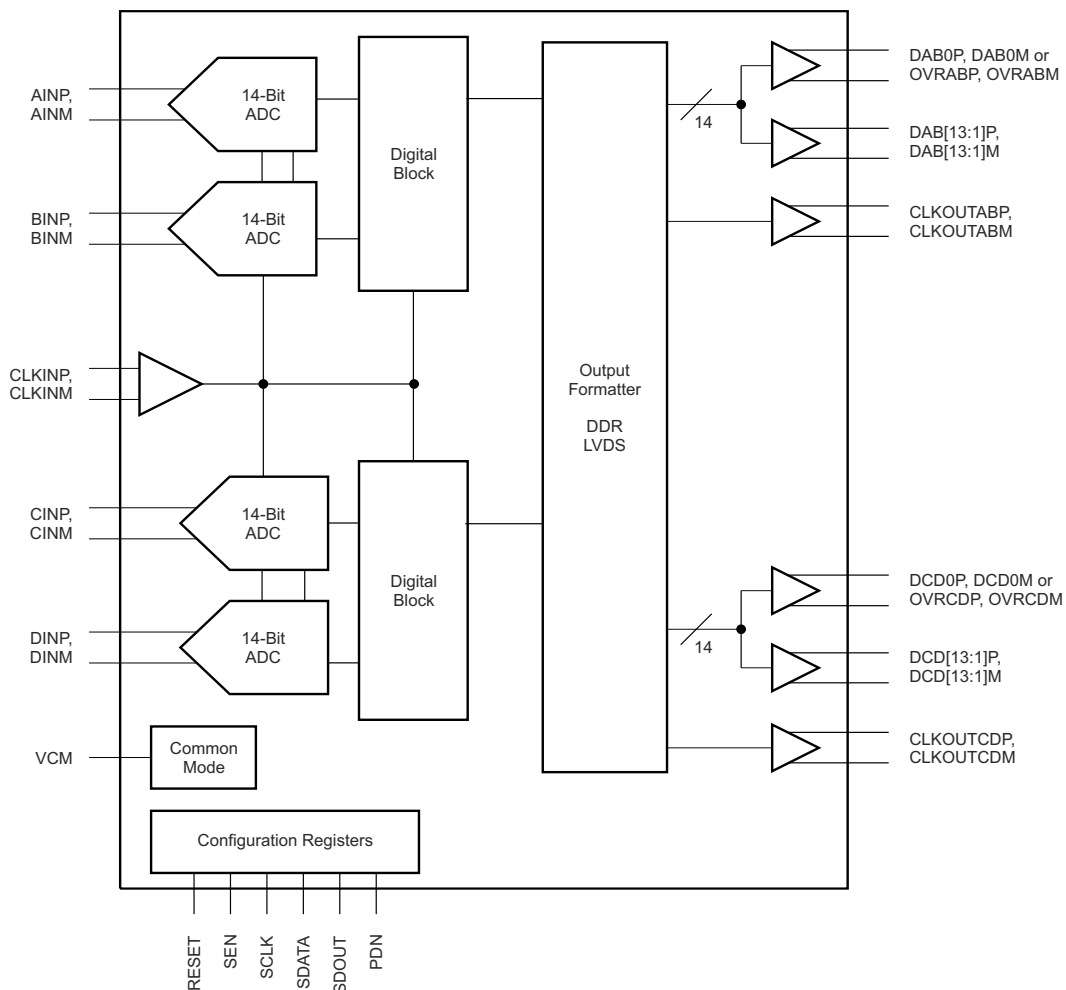 AINP,
AINM
14-Bit
ADC
Digital
Block
14
DAB0P, DAB0M or
OVRABP, OVRABM
DAB[13:1]P,
DAB[13:1]M
BINP,
BINM
14-Bit
ADC
CLKOUTABP,
CLKOUTABM
CLKINP,
CLKINM
Output
Formatter
DDR
LVDS
CINP,
CINM
14-Bit
ADC
Digital
Block
14
DCD0P, DCD0M or
OVRCDP, OVRCDM
DINP,
DINM
14-Bit
ADC
DCD[13:1]P,
DCD[13:1]M
VCM
Common
Mode
CLKOUTCDP,
CLKOUTCDM
Configuration Registers
RESET
SEN
SCLK
SDATA
SDOUT
PDN